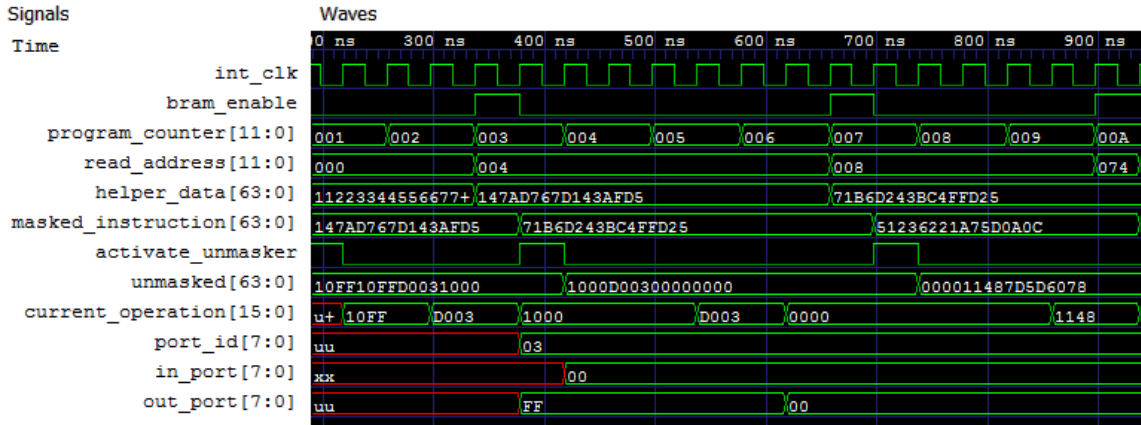 Signals Waves
Time 0 ns 300 ns 400 ns 500 ns 600 ns 700 ns 800 ns 900 ns
int_clk
bram_enable
program_counter[11:0] 001 002 003 004 005 006 007 008 009 00A
read_address[11:0] 000 004 008 074
helper_data[63:0] 11223344556677+ 147AD767D143AFD5 71B6D243BC4FFD25
masked_instruction[63:0] 147AD767D143AFD5 71B6D243BC4FFD25 51236221A75D0A0C
activate_unmasker
unmasked[63:0] 10FF10FFD0031000 1000D00300000000 000011487D5D6078
current_operation[15:0] u+ 10FF D003 1000 D003 0000 1148
port_id[7:0] uu 03
in_port[7:0] xx 00
out_port[7:0] uu FF 00